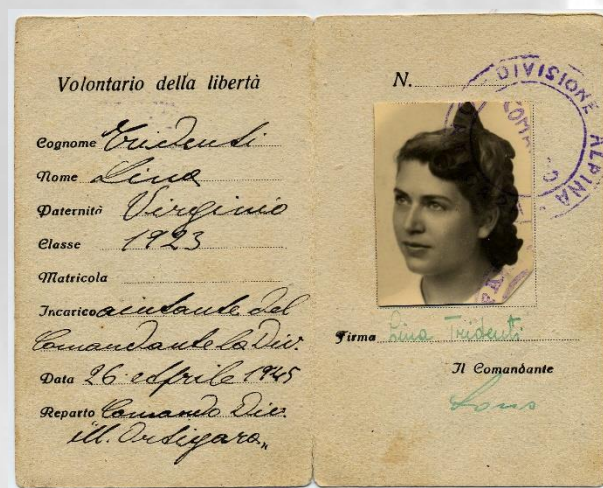 Volontario della libertà
Cognome Tridenti
Nome Lina
Paternità Virginio
Classe 1923
Matricola
Incarico aiutante del
Comandante la Div.
Data 26 Aprile 1945
Reparto Comando Div.
"M. Ortigara"
N.
DIVISIONE ALPINA
Firma Lina Tridenti
Il Comandante